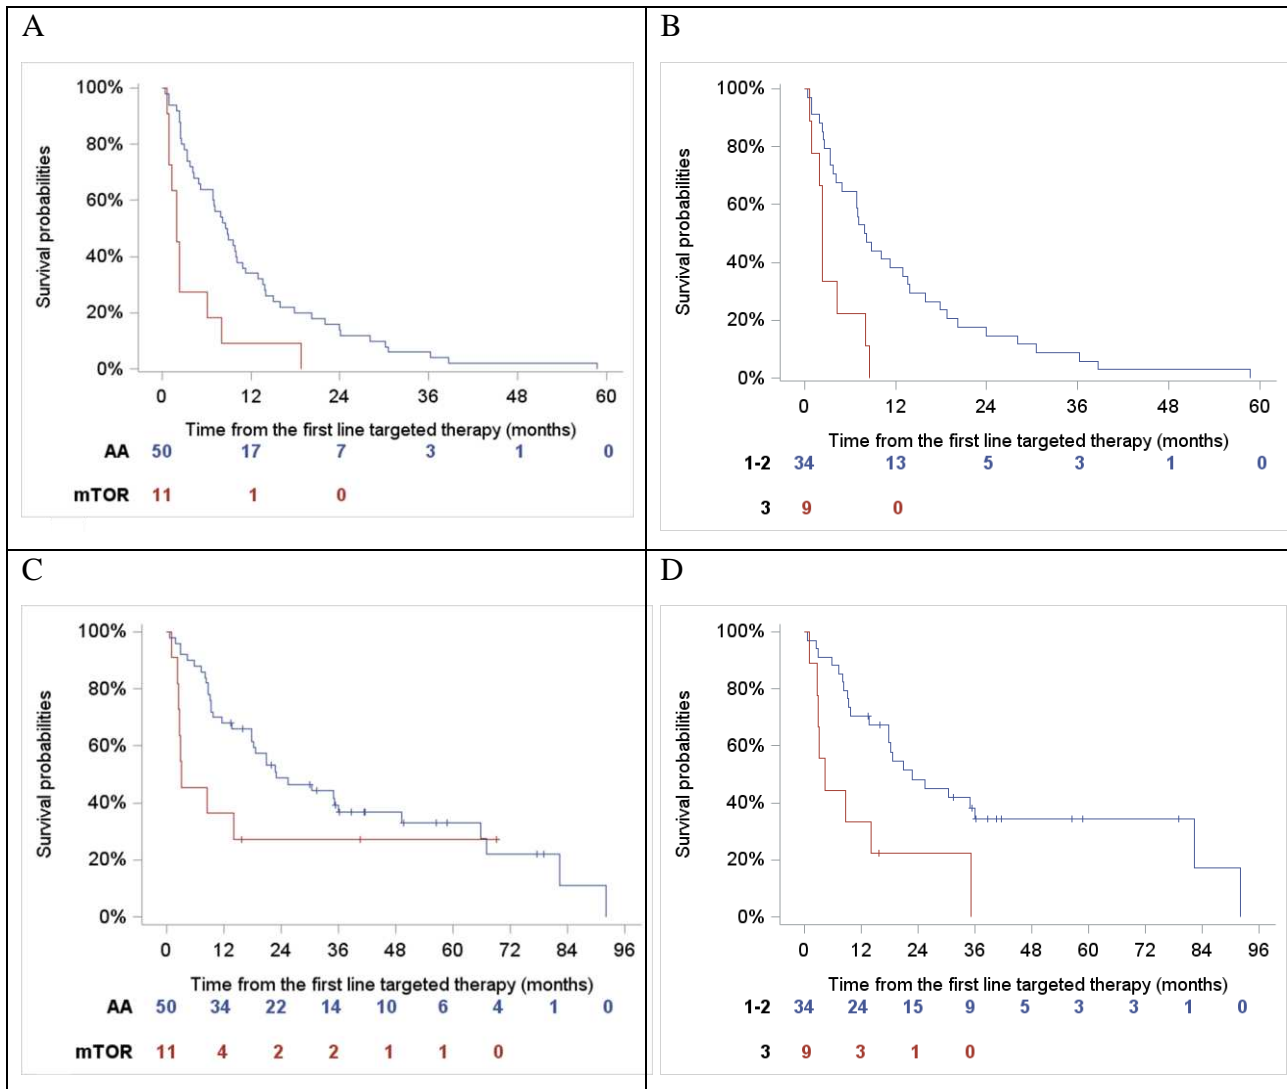 A
Survival probabilities
100%
80%
60%
40%
20%
0%
0 12 24 36 48 60
Time from the first line targeted therapy (months)
AA 50 17 7 3 1 0
mTOR 11 1 0
B
Survival probabilities
100%
80%
60%
40%
20%
0%
0 12 24 36 48 60
Time from the first line targeted therapy (months)
1-2 34 13 5 3 1 0
3 9 0
C
Survival probabilities
100%
80%
60%
40%
20%
0%
0 12 24 36 48 60 72 84 96
Time from the first line targeted therapy (months)
AA 50 34 22 14 10 6 4 1 0
mTOR 11 4 2 2 1 1 0
D
Survival probabilities
100%
80%
60%
40%
20%
0%
0 12 24 36 48 60 72 84 96
Time from the first line targeted therapy (months)
1-2 34 24 15 9 5 3 3 1 0
3 9 3 1 0